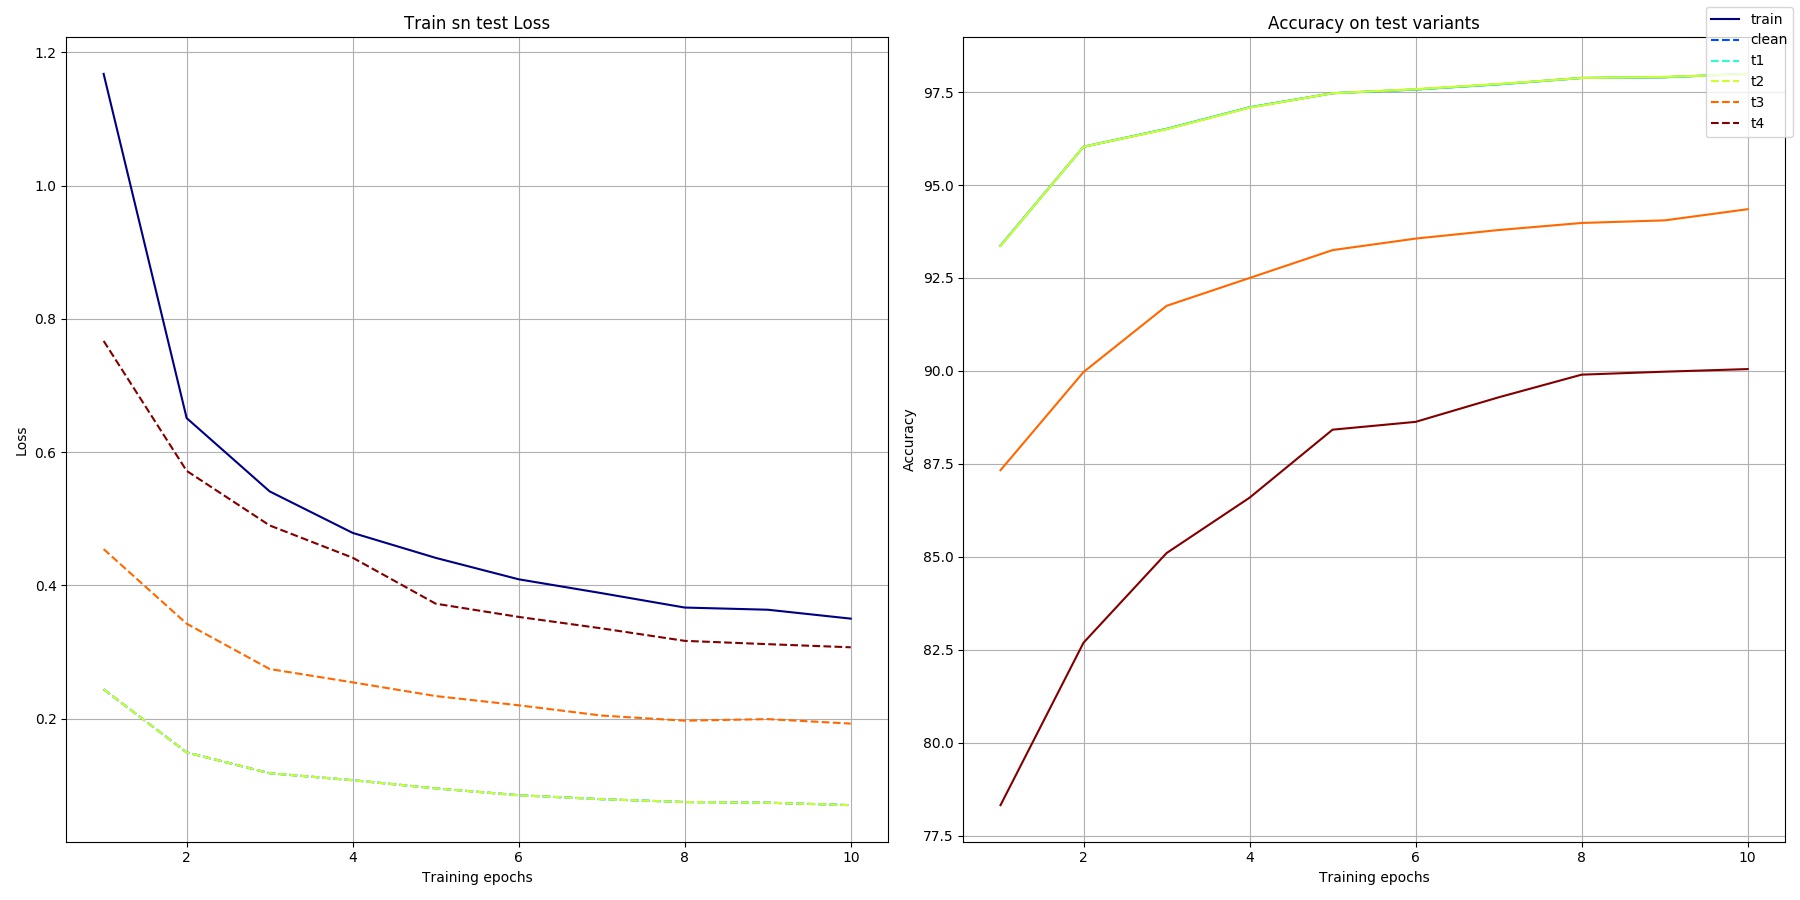 Train sn test Loss
1.2
1.0
0.8
0.6
0.4
0.2
Loss
2 4 6 8 10
Training epochs
Accuracy on test variants
97.5
95.0
92.5
90.0
87.5
85.0
82.5
80.0
77.5
Accuracy
2 4 6 8 10
Training epochs
train
clean
t1
t2
t3
t4